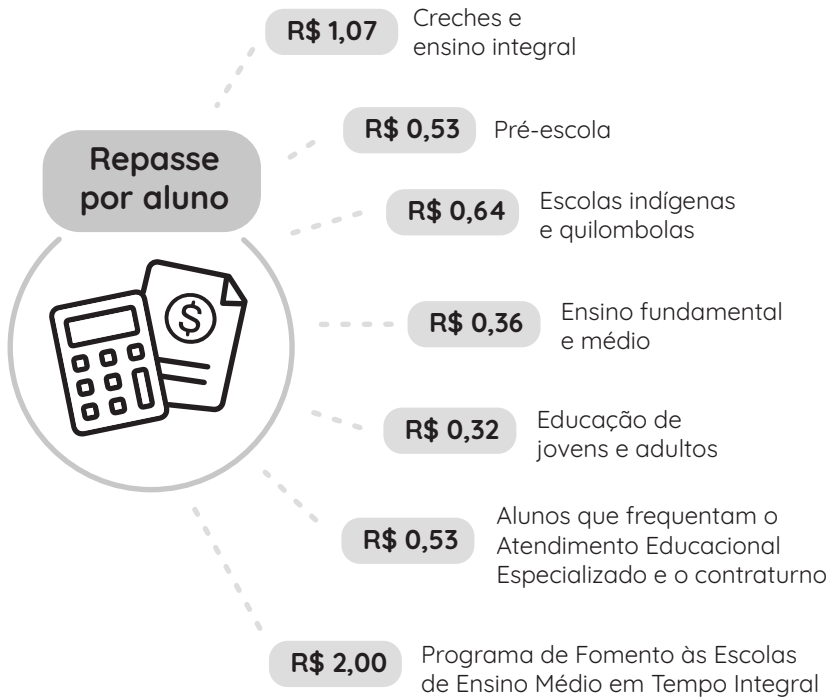 R$ 1,07
Creches e
ensino integral
R$ 0,53
Pré-escola
Repasse
por aluno
R$ 0,64
Escolas indígenas
e quilombolas
$
R$ 0,36
Ensino fundamental
e médio
R$ 0,32
Educação de
jovens e adultos
R$ 0,53
Alunos que frequentam o
Atendimento Educacional
Especializado e o contraturno
R$ 2,00
Programa de Fomento às Escolas
de Ensino Médio em Tempo Integral